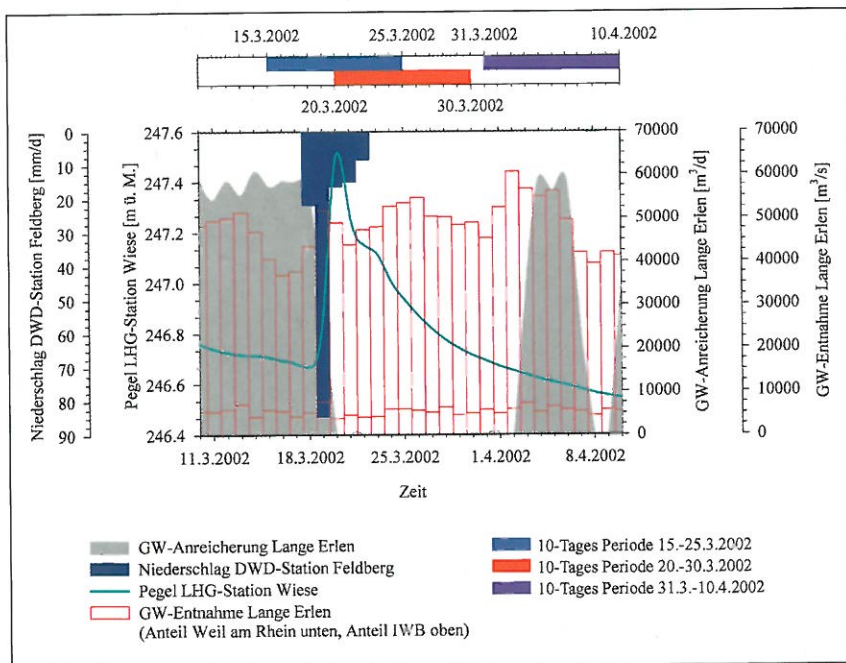 15.3.2002 25.3.2002 31.3.2002 10.4.2002
20.3.2002 30.3.2002
Niederschlag DWD-Station Feldberg [mm/d]
0
10
20
30
40
50
60
70
80
90
Pegel LHG-Station Wiese [m ü. M.]
247.6
247.4
247.2
247.0
246.8
246.6
246.4
70000
60000
50000
40000
30000
20000
10000
0
GW-Anreicherung Lange Erlen [m³/d]
70000
60000
50000
40000
30000
20000
10000
0
GW-Entnahme Lange Erlen [m³/s]
11.3.2002 18.3.2002 25.3.2002 1.4.2002 8.4.2002
Zeit
GW-Anreicherung Lange Erlen
Niederschlag DWD-Station Feldberg
Pegel LHG-Station Wiese
GW-Entnahme Lange Erlen
(Anteil Weil am Rhein unten, Anteil IWB oben)
10-Tages Periode 15.-25.3.2002
10-Tages Periode 20.-30.3.2002
10-Tages Periode 31.3.-10.4.2002